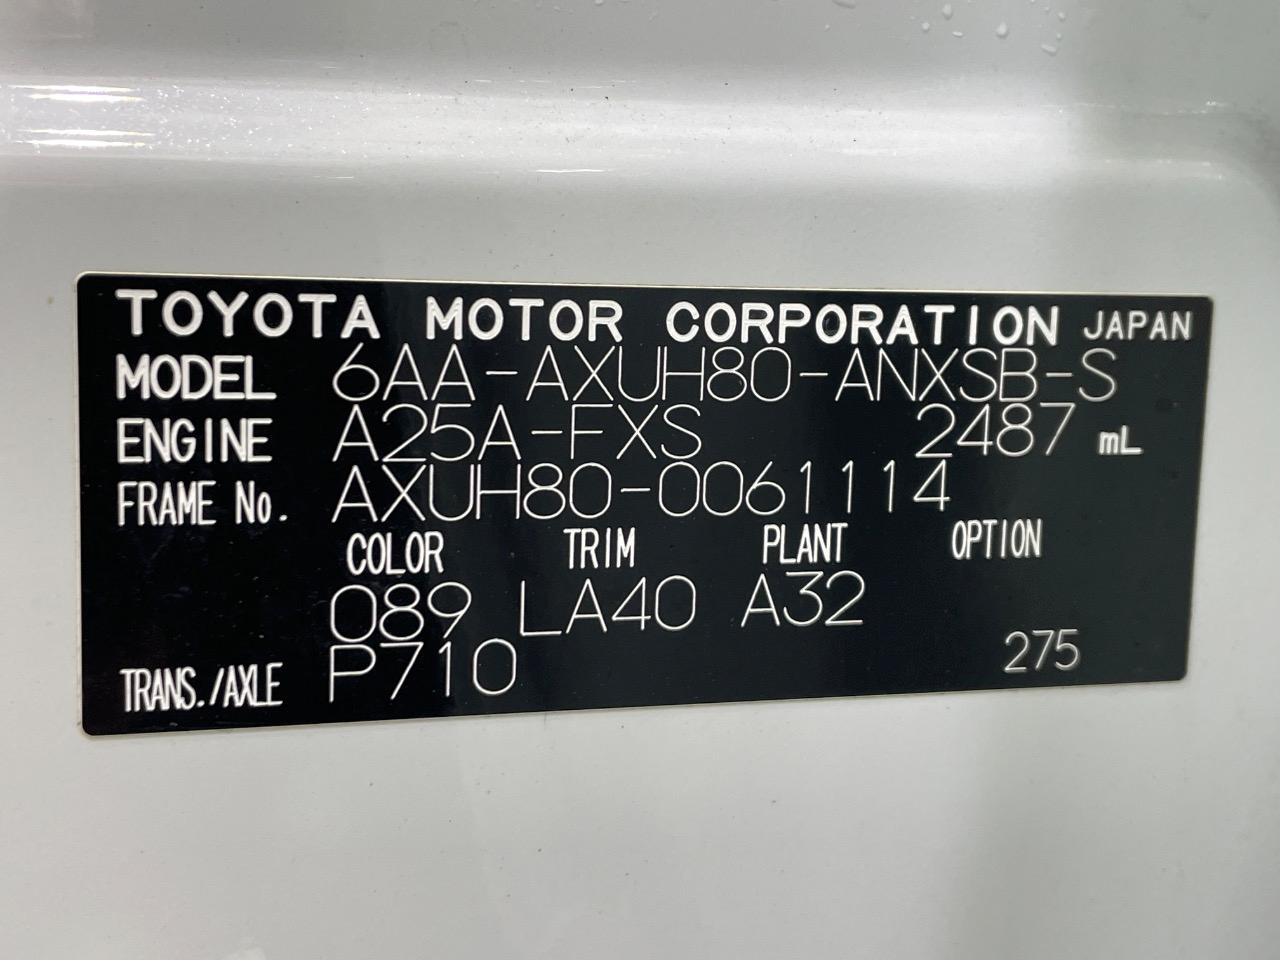 TOYOTA MOTOR CORPORATION JAPAN
MODEL 6AA-AXUH80-ANXSB-S
ENGINE A25A-FXS 2487 mL
FRAME No. AXUH80-0061114
COLOR TRIM PLANT OPTION
089 LA40 A32
TRANS./AXLE P710 275